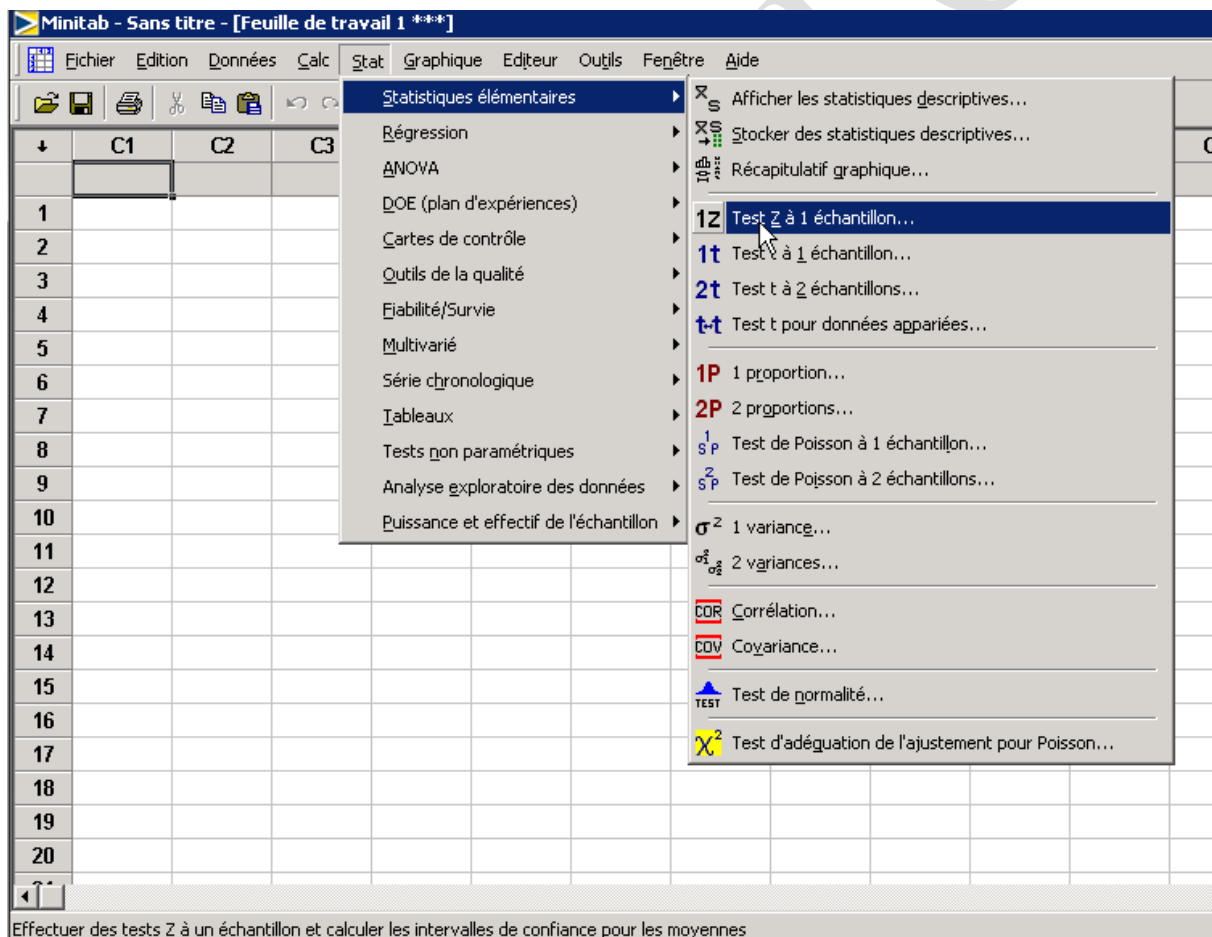 Minitab - Sans titre - [Feuille de travail 1 ***]
Fichier Edition Données Calc Stat Graphique Editeur Outils Fenêtre Aide
C1 C2 C3
Statistiques élémentaires
Régression
ANOVA
DOE (plan d'expériences)
Cartes de contrôle
Outils de la qualité
Fiabilité/Survie
Multivarié
Série chronologique
Tableaux
Tests non paramétriques
Analyse exploratoire des données
Puissance et effectif de l'échantillon
Afficher les statistiques descriptives...
Stocker des statistiques descriptives...
Récapitulatif graphique...
1Z Test Z à 1 échantillon...
1t Test t à 1 échantillon...
2t Test t à 2 échantillons...
t-t Test t pour données appariées...
1P 1 proportion...
2P 2 proportions...
Test de Poisson à 1 échantillon...
Test de Poisson à 2 échantillons...
σ² 1 variance...
2 variances...
COR Corrélation...
COV Covariance...
TEST Test de normalité...
χ² Test d'adéquation de l'ajustement pour Poisson...
1
2
3
4
5
6
7
8
9
10
11
12
13
14
15
16
17
18
19
20
Effectuer des tests Z à un échantillon et calculer les intervalles de confiance pour les moyennes